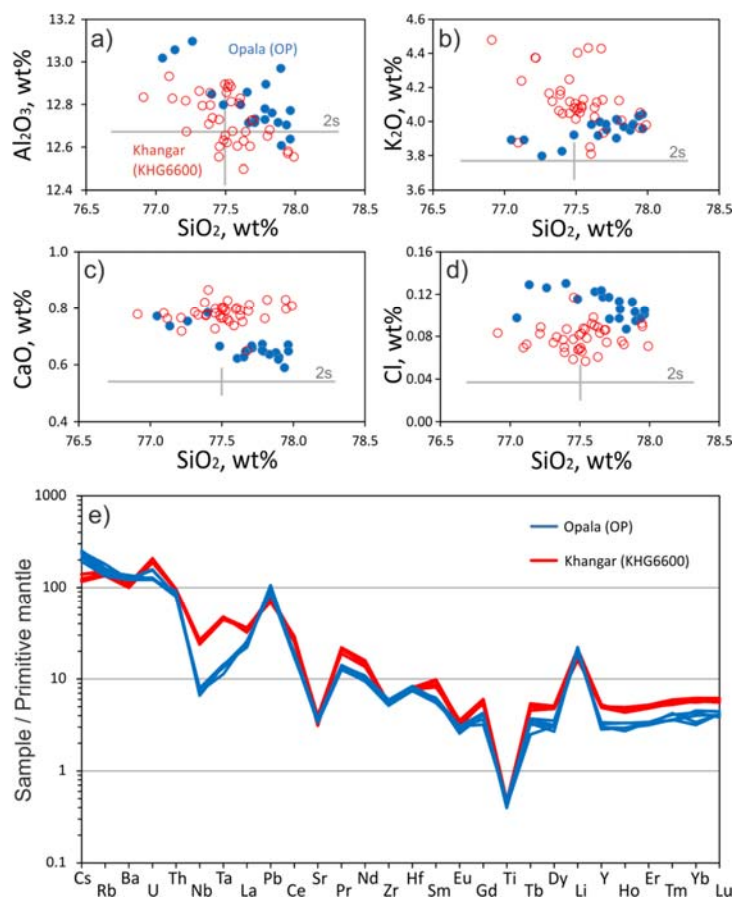 a)
Al₂O₃, wt%
13.2
13.0
12.8
12.6
12.4
Opala (OP)
2s
Khangar
(KHG6600)
76.5 77.0 77.5 78.0 78.5
SiO₂, wt%
b)
K₂O, wt%
4.6
4.4
4.2
4.0
3.8
3.6
2s
76.5 77.0 77.5 78.0 78.5
SiO₂, wt%
c)
CaO, wt%
1.0
0.8
0.6
0.4
2s
76.5 77.0 77.5 78.0 78.5
SiO₂, wt%
d)
Cl, wt%
0.16
0.12
0.08
0.04
0.00
2s
76.5 77.0 77.5 78.0 78.5
SiO₂, wt%
e)
Sample / Primitive mantle
1000
100
10
1
0.1
Opala (OP)
Khangar (KHG6600)
Cs Ba Th Ta Pb Sr Nd Hf Eu Ti Dy Y Er Yb
Rb U Nb La Ce Pr Zr Sm Gd Tb Li Ho Tm Lu